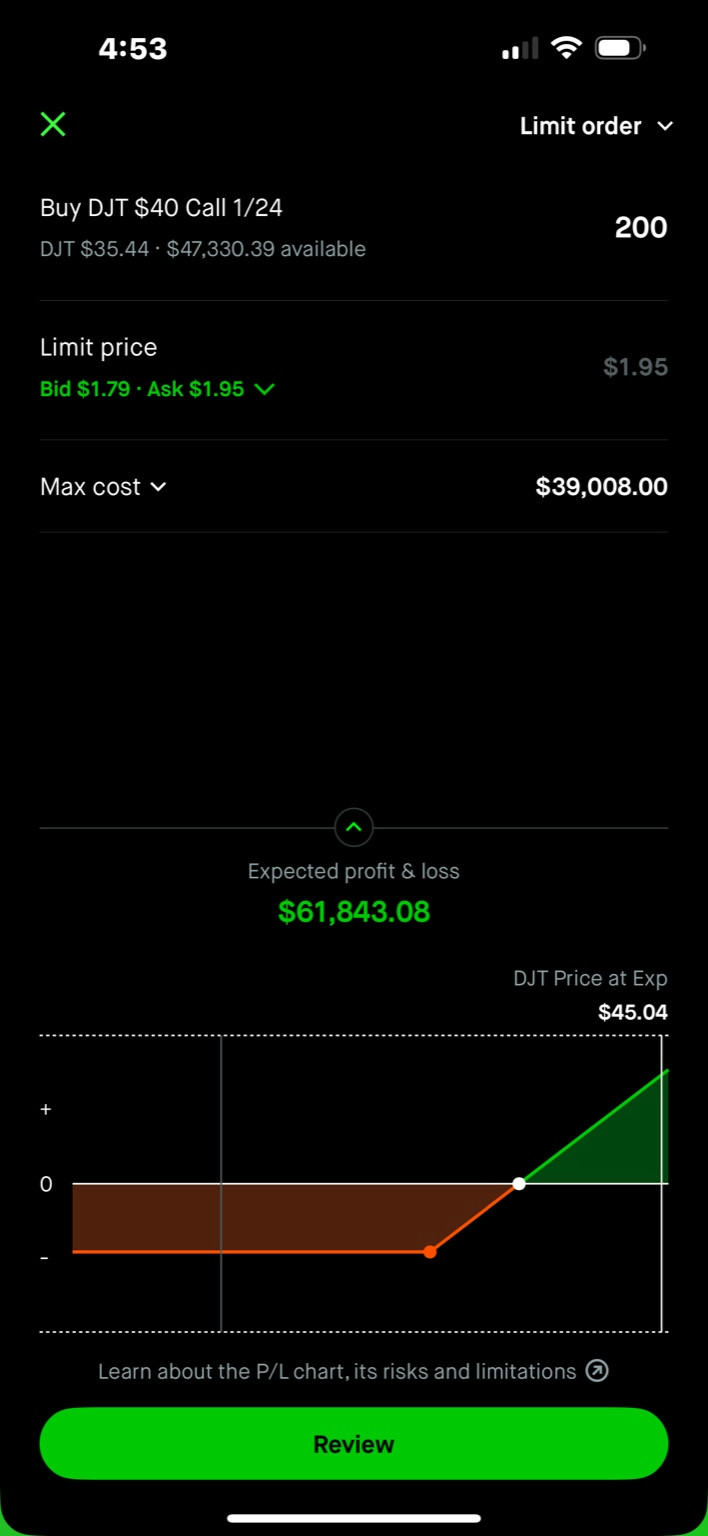 4:53
Limit order
Buy DJT $40 Call 1/24
200
DJT $35.44 · $47,330.39 available
Limit price
$1.95
Bid $1.79 · Ask $1.95
Max cost
$39,008.00
Expected profit & loss
$61,843.08
DJT Price at Exp
$45.04
+
0
-
Learn about the P/L chart, its risks and limitations
Review